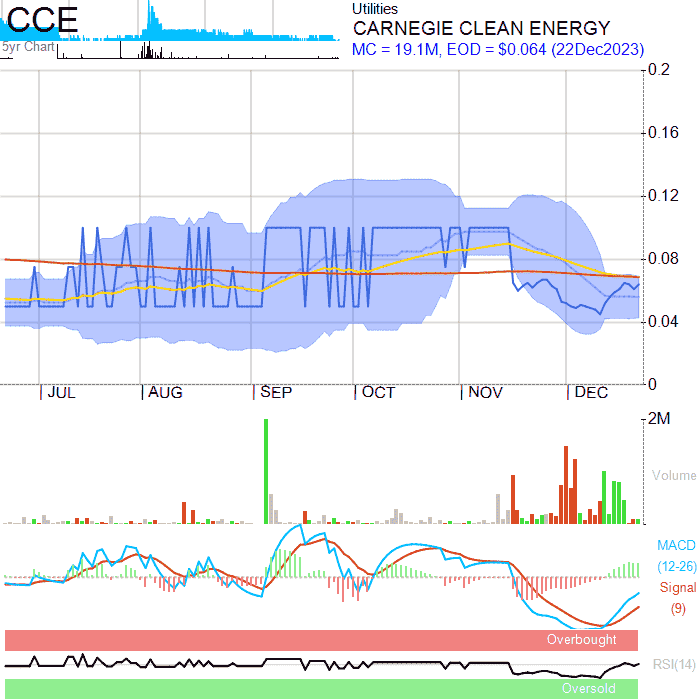 CCE
5yr Chart
Utilities
CARNEGIE CLEAN ENERGY
MC = 19.1M, EOD = $0.064 (22Dec2023)
0.2
0.16
0.12
0.08
0.04
0
JUL AUG SEP OCT NOV DEC
2M
Volume
MACD
(12-26)
Signal
(9)
Overbought
RSI(14)
Oversold